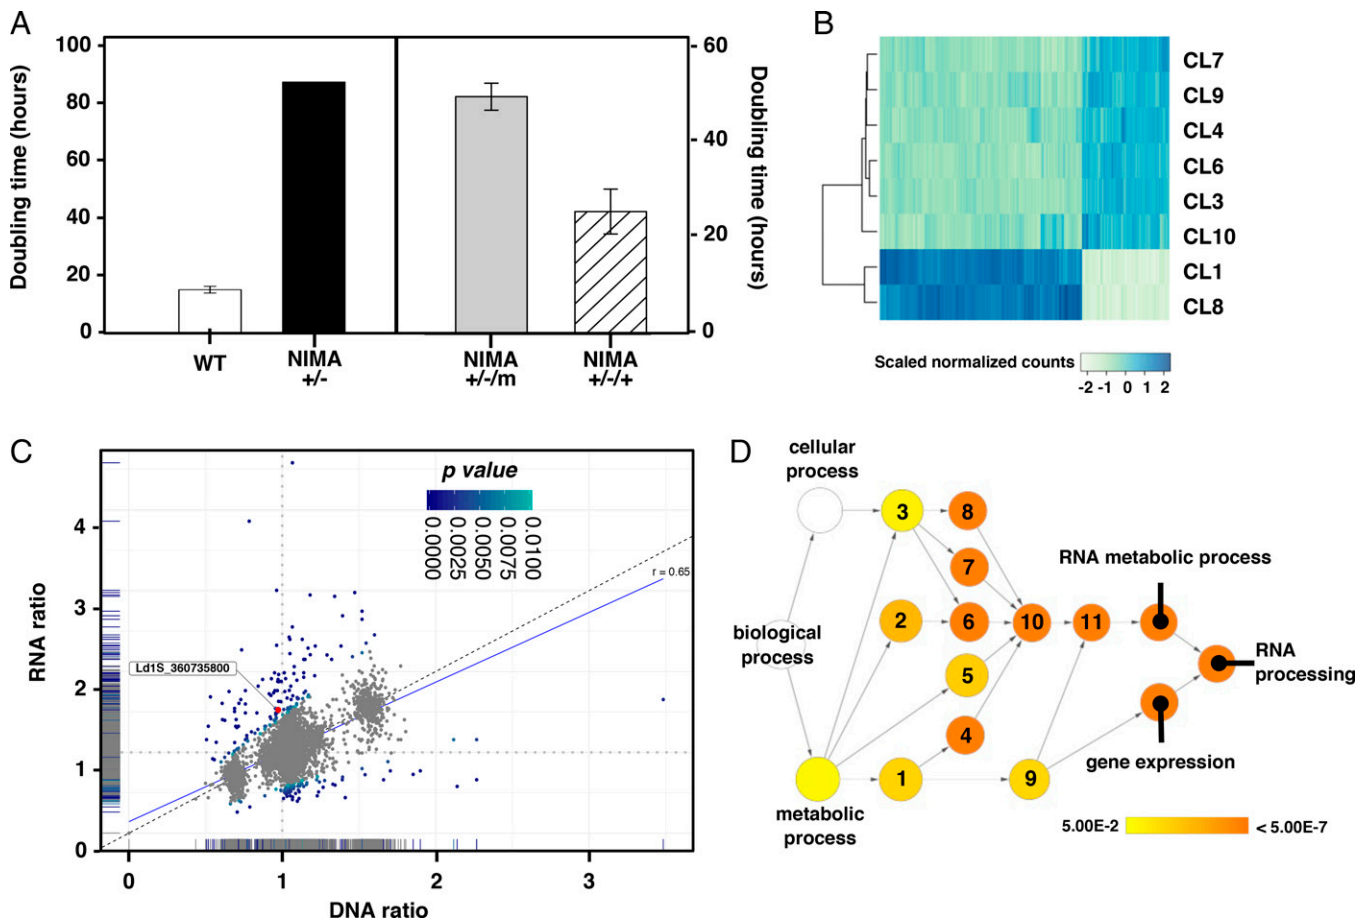 A
Doubling time (hours)
100
80
60
40
20
0
WT
NIMA
+/-
NIMA
+/-/m
NIMA
+/-/+
60
40
20
0
Doubling time (hours)
B
CL7
CL9
CL4
CL6
CL3
CL10
CL1
CL8
Scaled normalized counts
-2 -1 0 1 2
C
RNA ratio
4
3
2
1
0
p value
0.0000
0.0025
0.0050
0.0075
0.0100
r = 0.65
Ld1S_360735800
0 1 2 3
DNA ratio
D
cellular
process
3
8
7
RNA metabolic process
biological
process
2
6
10
11
RNA
processing
5
4
gene expression
1
9
metabolic
process
5.00E-2
< 5.00E-7